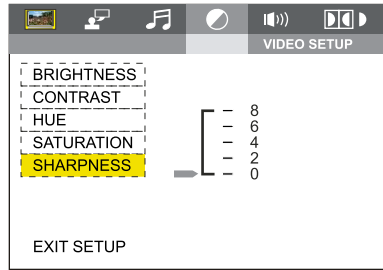 VIDEO SETUP
BRIGHTNESS
CONTRAST
HUE
SATURATION
SHARPNESS
8
6
4
2
0
EXIT SETUP